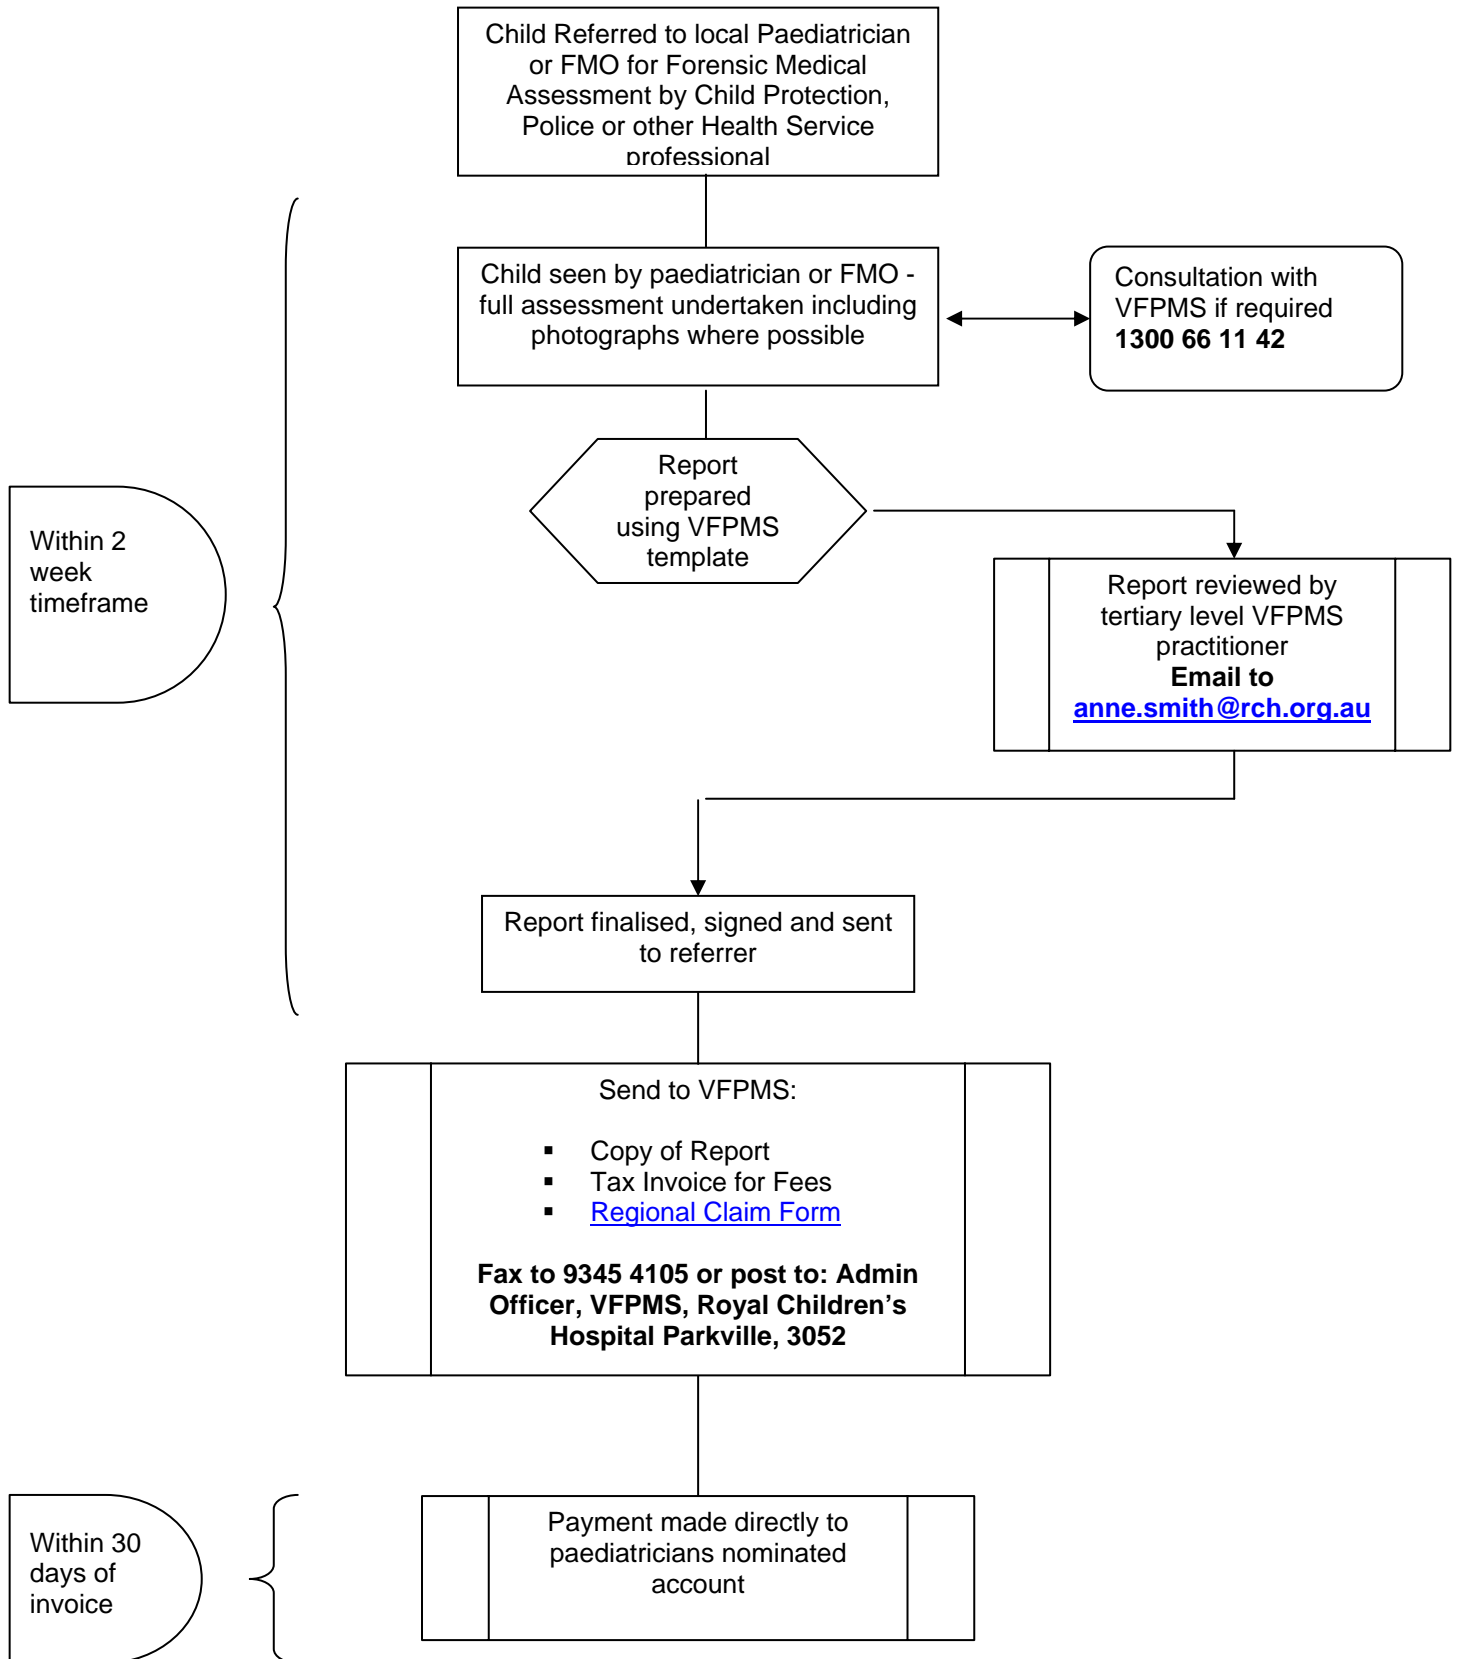 Child Referred to local Paediatrician
or FMO for Forensic Medical
Assessment by Child Protection,
Police or other Health Service
professional
Child seen by paediatrician or FMO -
full assessment undertaken including
photographs where possible
Consultation with
VFPMS if required
1300 66 11 42
Report
prepared
using VFPMS
template
Within 2
week
timeframe
Report reviewed by
tertiary level VFPMS
practitioner
Email to
anne.smith@rch.org.au
Report finalised, signed and sent
to referrer
Send to VFPMS:
▪ Copy of Report
▪ Tax Invoice for Fees
▪ Regional Claim Form
Fax to 9345 4105 or post to: Admin
Officer, VFPMS, Royal Children’s
Hospital Parkville, 3052
Within 30
days of
invoice
Payment made directly to
paediatricians nominated
account